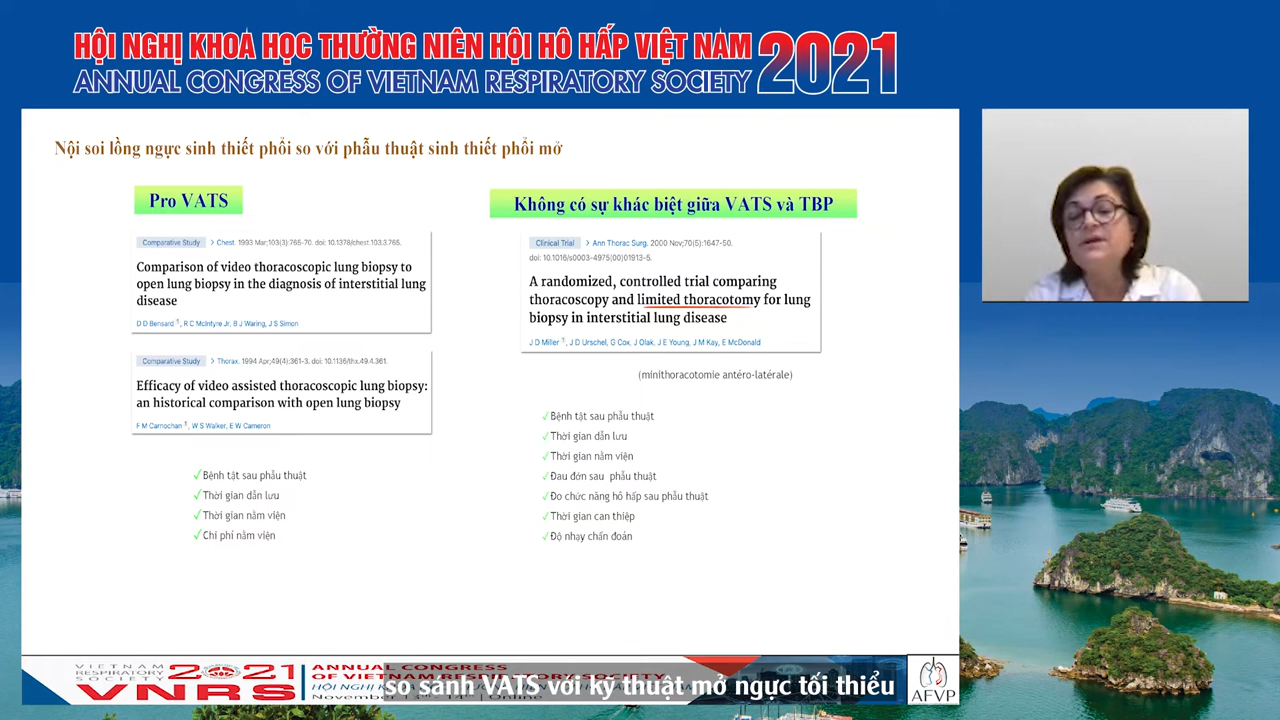 HỘI NGHỊ KHOA HỌC THƯỜNG NIÊN HỘI HÔ HẤP VIỆT NAM 2021
ANNUAL CONGRESS OF VIETNAM RESPIRATORY SOCIETY
Nội soi lồng ngực sinh thiết phổi so với phẫu thuật sinh thiết phổi mở
Pro VATS
Comparative Study > Chest. 1993 Mar;103(3):765-70. doi: 10.1378/chest.103.3.765.
Comparison of video thoracoscopic lung biopsy to
open lung biopsy in the diagnosis of interstitial lung
disease
D D Bensard 1, R C McIntyre Jr, B J Waring, J S Simon
Comparative Study > Thorax. 1994 Apr;49(4):361-3. doi: 10.1136/thx.49.4.361.
Efficacy of video assisted thoracoscopic lung biopsy:
an historical comparison with open lung biopsy
F M Carnochan 1, W S Walker, E W Cameron
✓Bệnh tật sau phẫu thuật
✓Thời gian dẫn lưu
✓Thời gian nằm viện
✓Chi phí nằm viện
Không có sự khác biệt giữa VATS và TBP
Clinical Trial > Ann Thorac Surg. 2000 Nov;70(5):1647-50.
doi: 10.1016/s0003-4975(00)01913-5.
A randomized, controlled trial comparing
thoracoscopy and limited thoracotomy for lung
biopsy in interstitial lung disease
J D Miller 1, J D Urschel, G Cox, J Olak, J E Young, J M Kay, E McDonald
(minithoracotomie antéro-latérale)
✓Bệnh tật sau phẫu thuật
✓Thời gian dẫn lưu
✓Thời gian nằm viện
✓Đau đớn sau phẫu thuật
✓Đo chức năng hô hấp sau phẫu thuật
✓Thời gian can thiệp
✓Độ nhạy chẩn đoán
VIETNAM
RESPIRATORY
SOCIETY
2021
VNRS
ANNUAL CONGRESS
OF VIETNAM RESPIRATORY SOCIETY
so sánh VATS với kỹ thuật mở ngực tối thiểu
AFVP